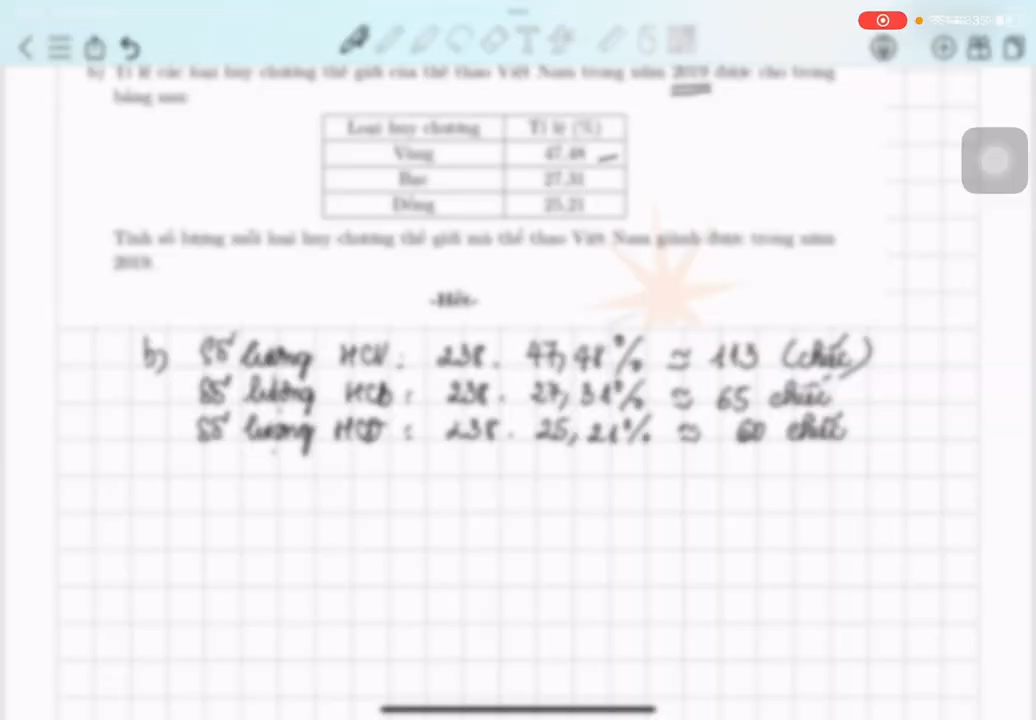 b) Tỉ lệ các loại huy chương thế giới của thể thao Việt Nam trong năm 2019 được cho trong
bảng sau:
Loại huy chương Tỉ lệ (%)
Vàng 47,48
Bạc 27,31
Đồng 25,21
Tính số lượng mỗi loại huy chương thế giới mà thể thao Việt Nam giành được trong năm
2019.
-Hết-
b) Số lượng HCV: 238. 47,48% ≈ 113 (chiếc)
Số lượng HCB: 238. 27,31% ≈ 65 chiếc
Số lượng HCĐ: 238. 25,21% ≈ 60 chiếc